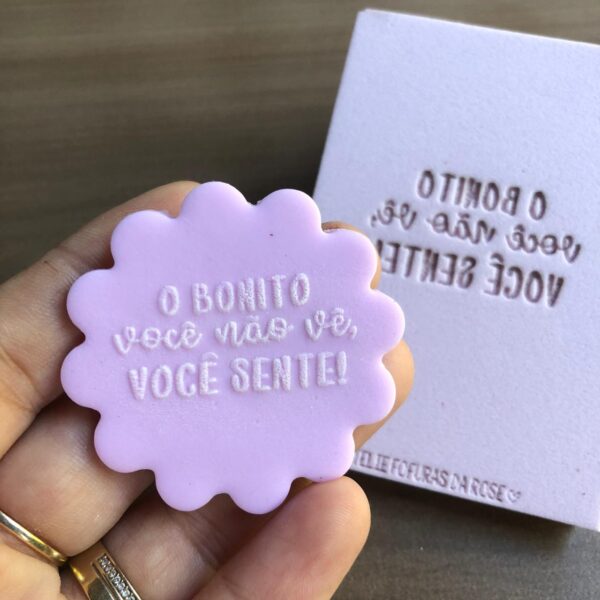 O BONITO
você não vê,
VOCÊ SENTE!
O BONITO
você não vê,
VOCÊ SENTE!
ELIE FOFURAS DA ROSE